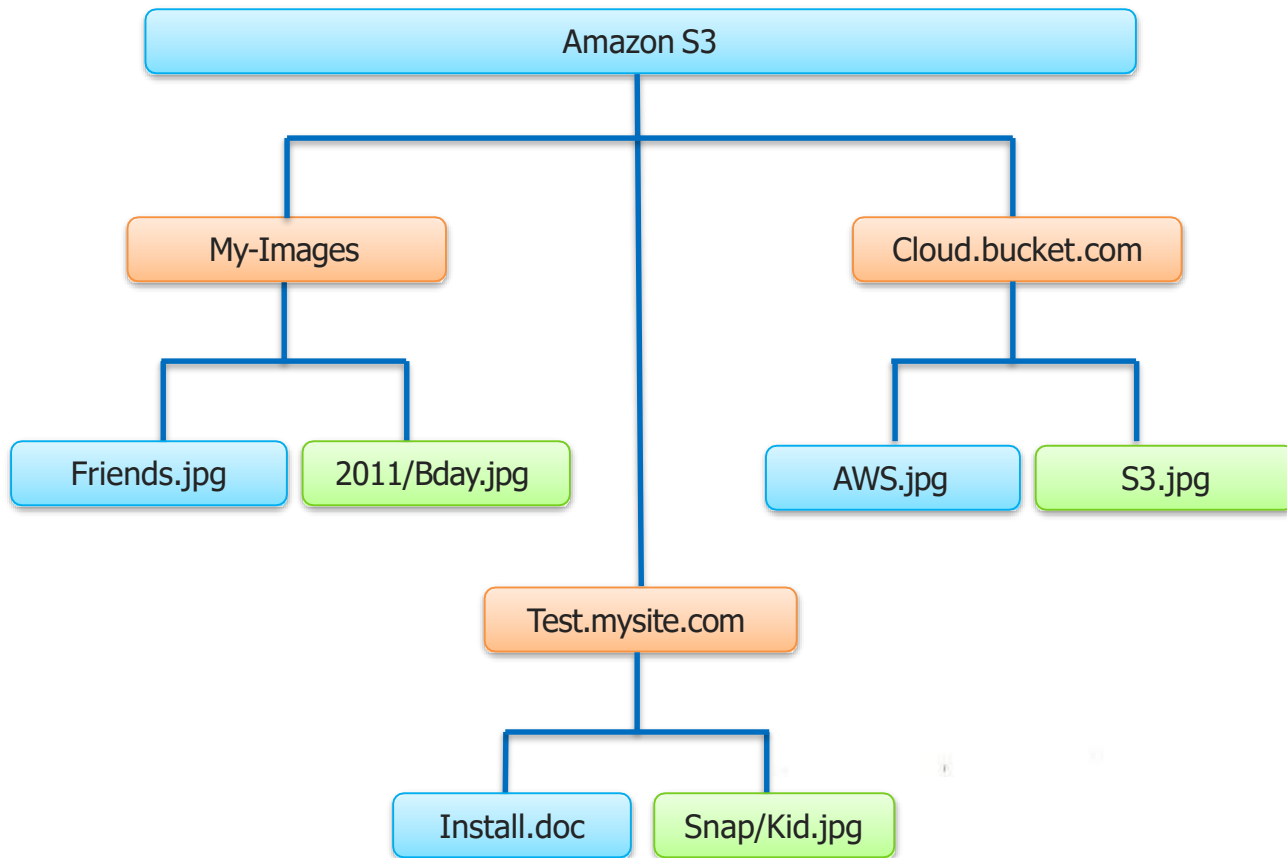 Amazon S3
My-Images
Cloud.bucket.com
Friends.jpg
2011/Bday.jpg
AWS.jpg
S3.jpg
Test.mysite.com
Install.doc
Snap/Kid.jpg